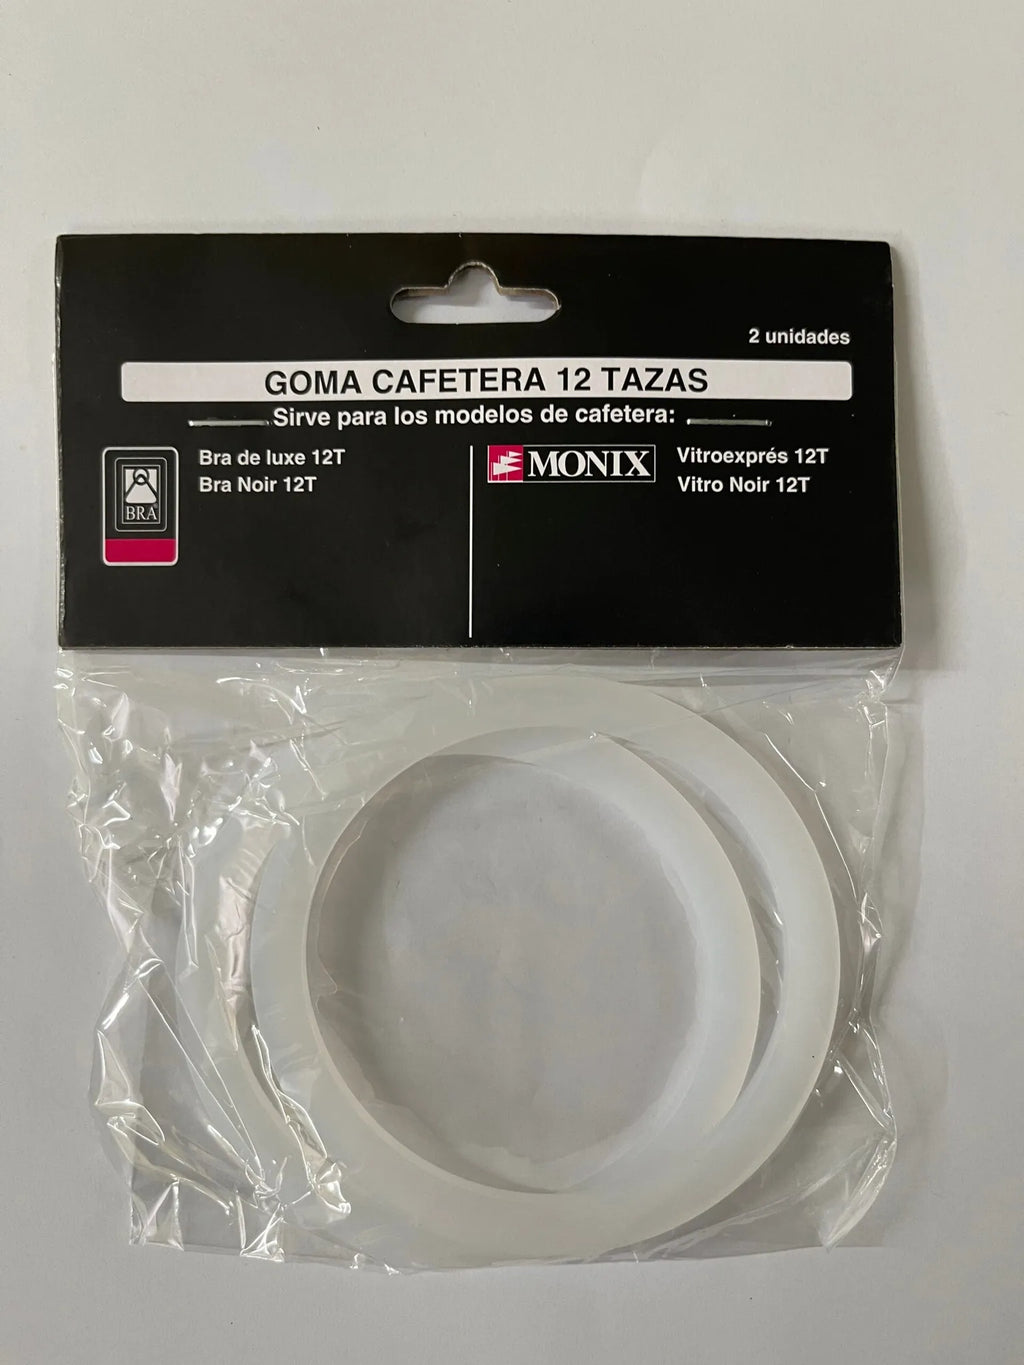 2 unidades
GOMA CAFETERA 12 TAZAS
Sirve para los modelos de cafetera:
BRA
Bra de luxe 12T
Bra Noir 12T
MONIX
Vitroexprés 12T
Vitro Noir 12T